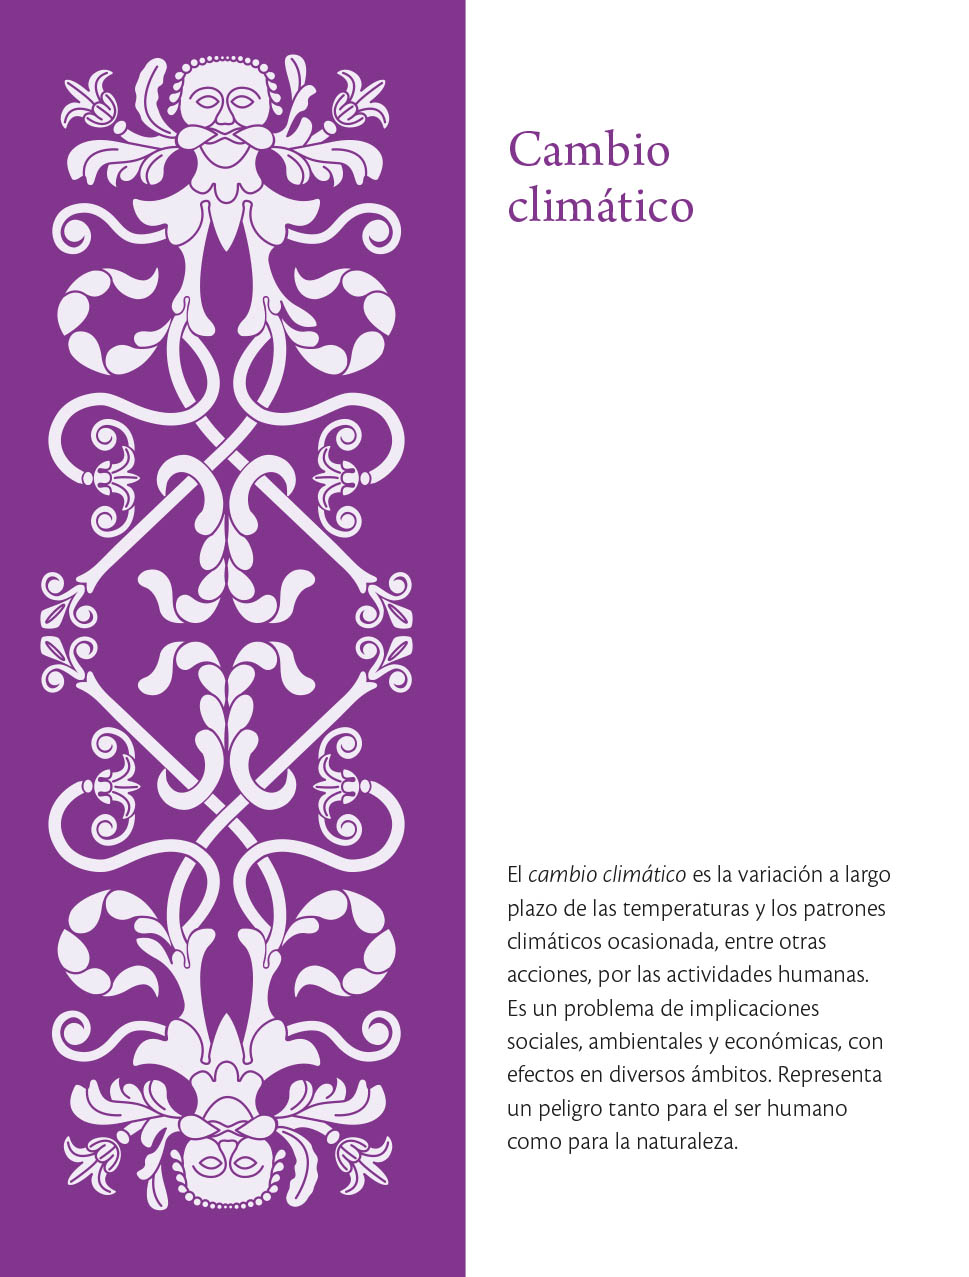 Cambio
climático
El cambio climático es la variación a largo
plazo de las temperaturas y los patrones
climáticos ocasionada, entre otras
acciones, por las actividades humanas.
Es un problema de implicaciones
sociales, ambientales y económicas, con
efectos en diversos ámbitos. Representa
un peligro tanto para el ser humano
como para la naturaleza.